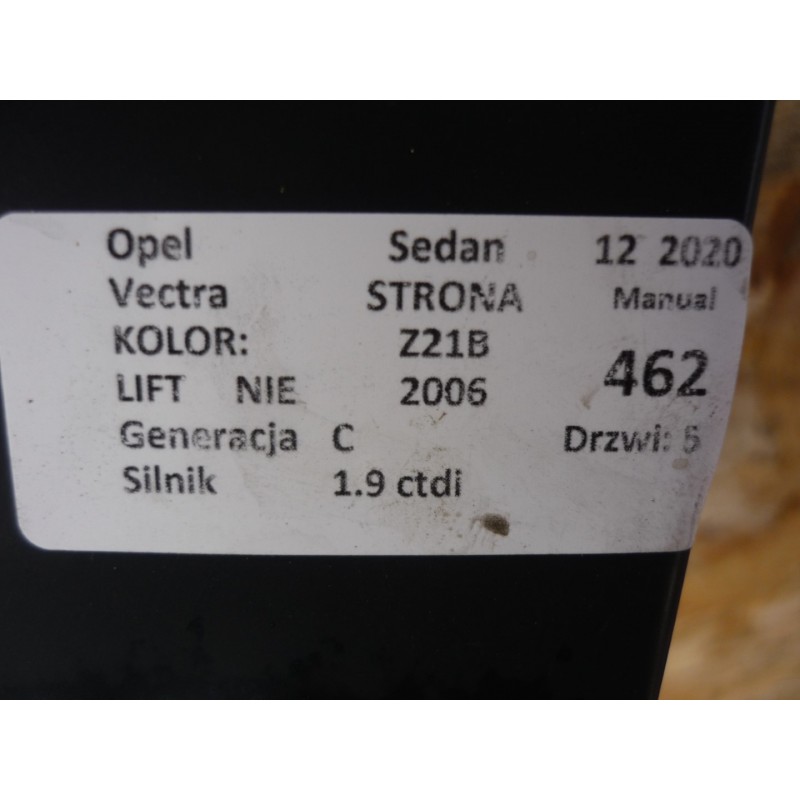 Opel Sedan 12 2020
Vectra STRONA Manual
KOLOR: Z21B
LIFT NIE 2006 462
Generacja C Drzwi: 5
Silnik 1.9 ctdi